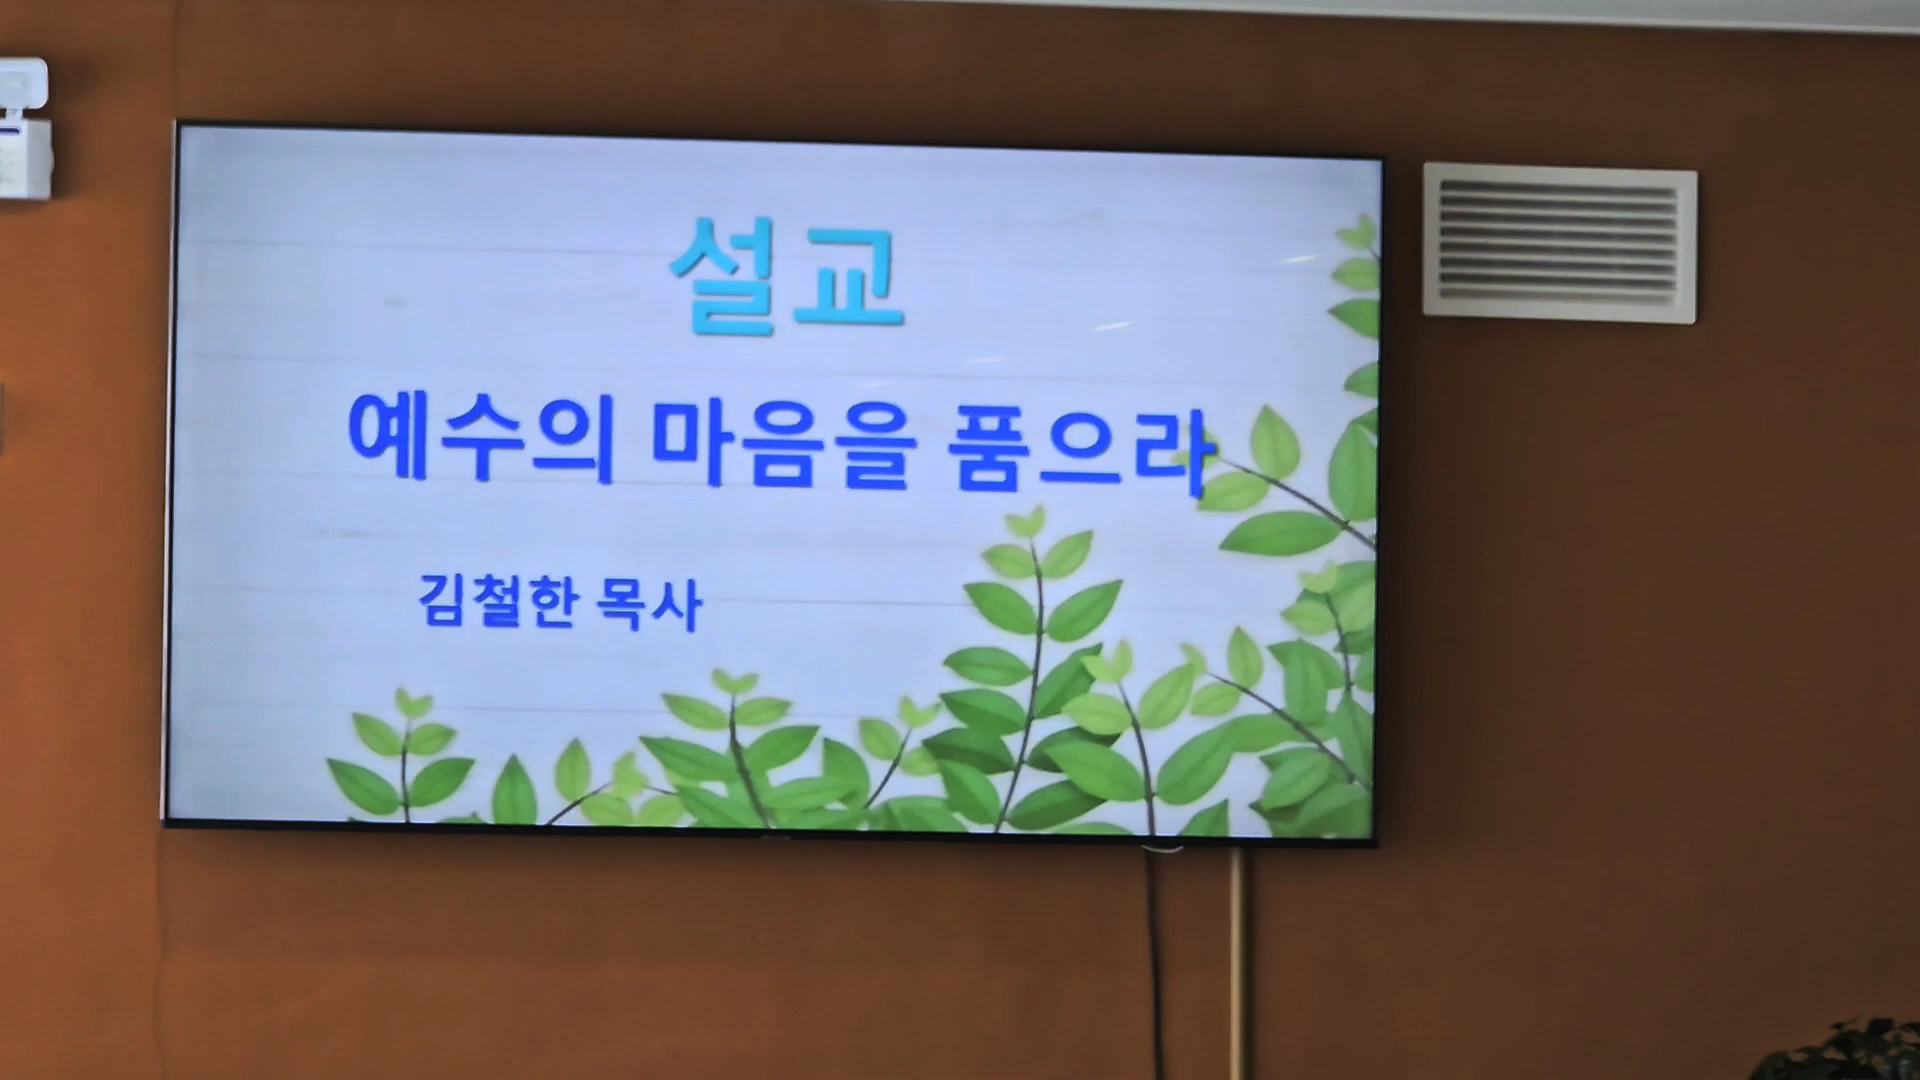 설교
예수의 마음을 품으라
김철한 목사